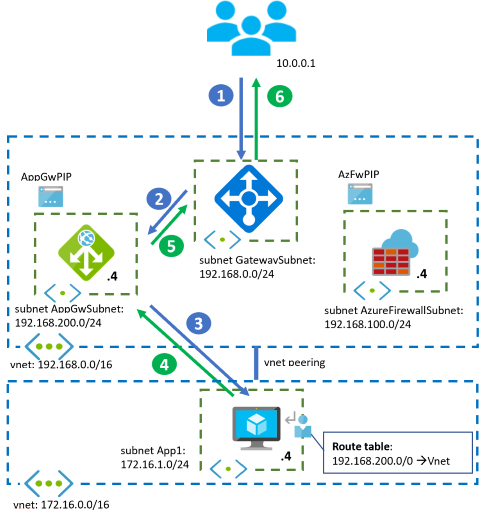 10.0.0.1
1
6
AppGwPIP
AzFwPIP
2
5
.4
.4
subnet GatewaySubnet:
192.168.0.0/24
subnet AppGwSubnet:
192.168.200.0/24
subnet AzureFirewallSubnet:
192.168.100.0/24
3
4
vnet: 192.168.0.0/16
vnet peering
subnet App1:
172.16.1.0/24
.4
Route table:
192.168.200.0/0 →Vnet
vnet: 172.16.0.0/16